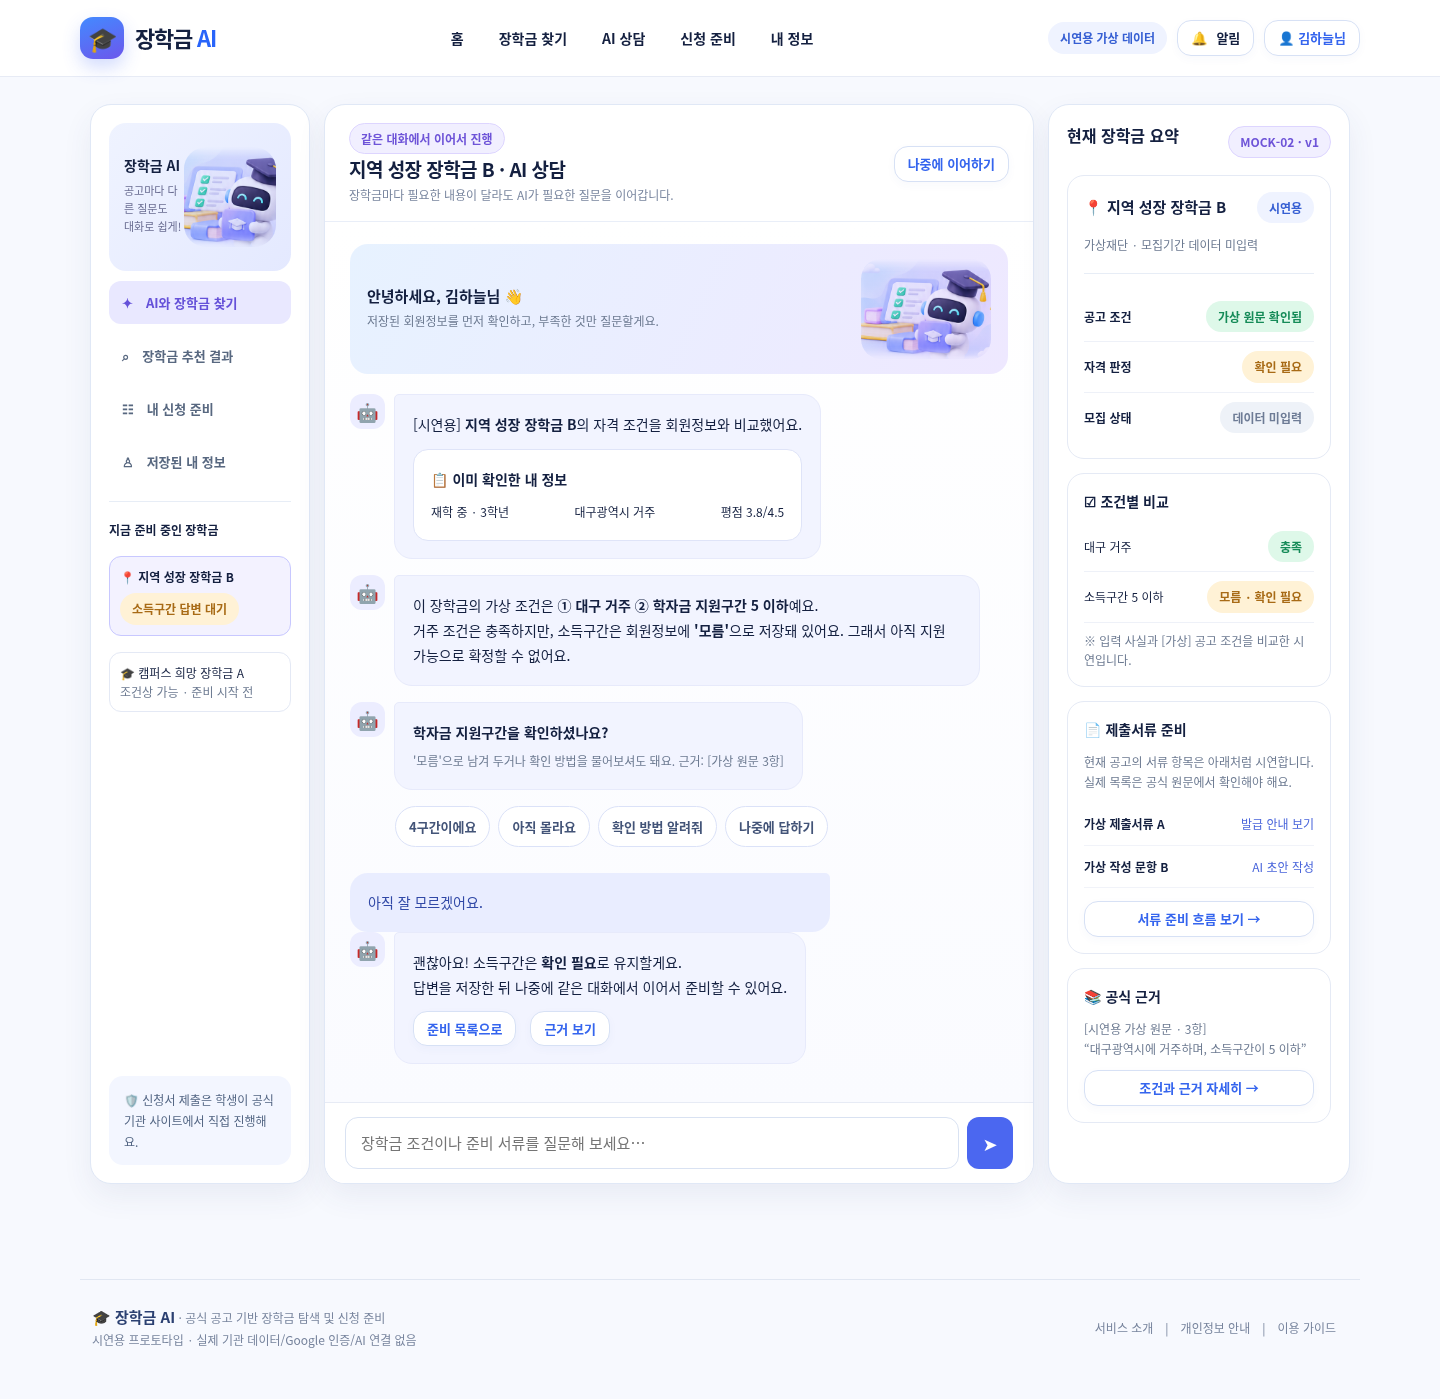 🎓 장학금 AI
홈 장학금 찾기 AI 상담 신청 준비 내 정보
시연용 가상 데이터
🔔 알림
👤 김하늘님
장학금 AI
공고마다 다
른 질문도
대화로 쉽게!
✦ AI와 장학금 찾기
⌕ 장학금 추천 결과
☷ 내 신청 준비
♙ 저장된 내 정보
지금 준비 중인 장학금
📍 지역 성장 장학금 B
소득구간 답변 대기
🎓 캠퍼스 희망 장학금 A
조건상 가능 · 준비 시작 전
🛡️ 신청서 제출은 학생이 공식
기관 사이트에서 직접 진행해
요.
같은 대화에서 이어서 진행
지역 성장 장학금 B · AI 상담
장학금마다 필요한 내용이 달라도 AI가 필요한 질문을 이어갑니다.
나중에 이어하기
안녕하세요, 김하늘님 👋
저장된 회원정보를 먼저 확인하고, 부족한 것만 질문할게요.
[시연용] 지역 성장 장학금 B의 자격 조건을 회원정보와 비교했어요.
📋 이미 확인한 내 정보
재학 중 · 3학년 대구광역시 거주 평점 3.8/4.5
이 장학금의 가상 조건은 ① 대구 거주 ② 학자금 지원구간 5 이하예요.
거주 조건은 충족하지만, 소득구간은 회원정보에 '모름'으로 저장돼 있어요. 그래서 아직 지원
가능으로 확정할 수 없어요.
학자금 지원구간을 확인하셨나요?
'모름'으로 남겨 두거나 확인 방법을 물어보셔도 돼요. 근거: [가상 원문 3항]
4구간이에요 아직 몰라요 확인 방법 알려줘 나중에 답하기
아직 잘 모르겠어요.
괜찮아요! 소득구간은 확인 필요로 유지할게요.
답변을 저장한 뒤 나중에 같은 대화에서 이어서 준비할 수 있어요.
준비 목록으로 근거 보기
장학금 조건이나 준비 서류를 질문해 보세요…
➤
현재 장학금 요약
MOCK-02 · v1
📍 지역 성장 장학금 B 시연용
가상재단 · 모집기간 데이터 미입력
공고 조건 가상 원문 확인됨
자격 판정 확인 필요
모집 상태 데이터 미입력
☑ 조건별 비교
대구 거주 충족
소득구간 5 이하 모름 · 확인 필요
※ 입력 사실과 [가상] 공고 조건을 비교한 시
연입니다.
📄 제출서류 준비
현재 공고의 서류 항목은 아래처럼 시연합니다.
실제 목록은 공식 원문에서 확인해야 해요.
가상 제출서류 A 발급 안내 보기
가상 작성 문항 B AI 초안 작성
서류 준비 흐름 보기 →
📚 공식 근거
[시연용 가상 원문 · 3항]
“대구광역시에 거주하며, 소득구간이 5 이하”
조건과 근거 자세히 →
🎓 장학금 AI · 공식 공고 기반 장학금 탐색 및 신청 준비
시연용 프로토타입 · 실제 기관 데이터/Google 인증/AI 연결 없음
서비스 소개 | 개인정보 안내 | 이용 가이드